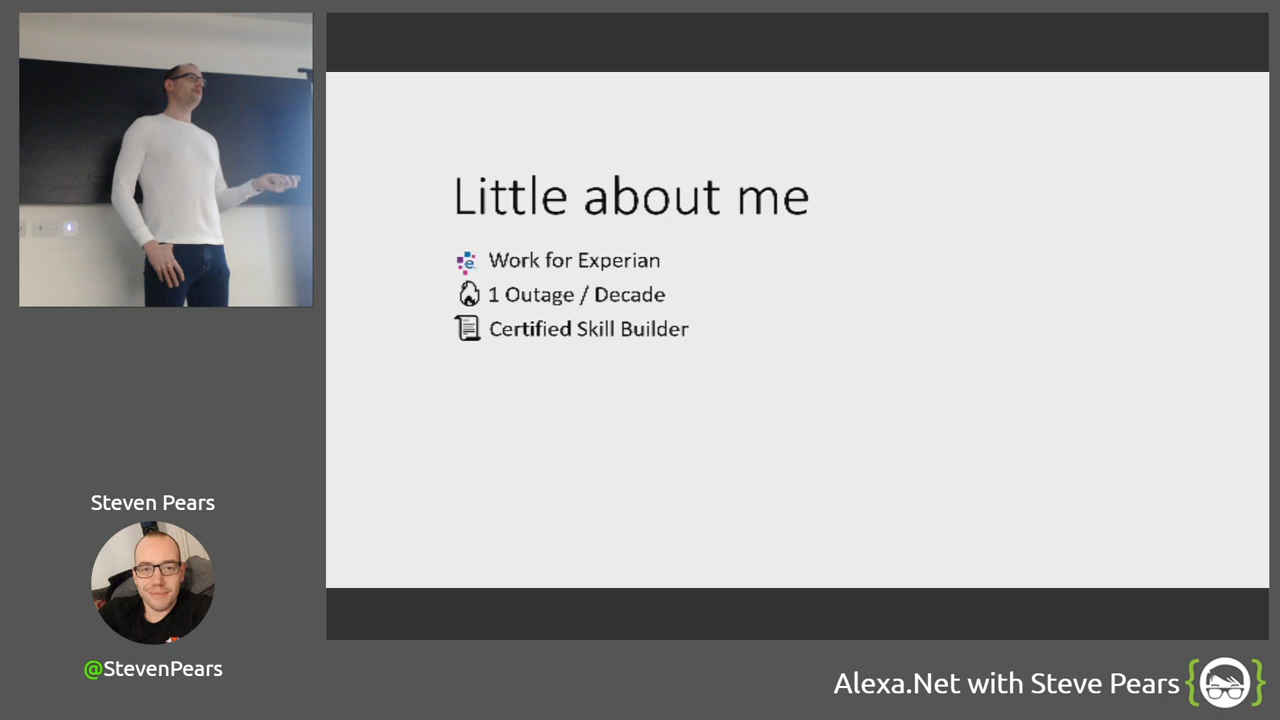 Little about me
Work for Experian
1 Outage / Decade
Certified Skill Builder
Steven Pears
@StevenPears
Alexa.Net with Steve Pears